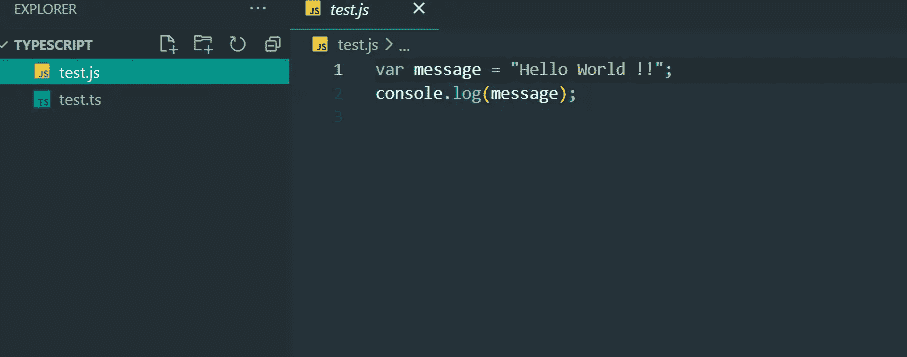 EXPLORER
...
JS test.js
TYPESCRIPT
JS test.js > ...
JS test.js
TS test.ts
1 var message = "Hello World !!";
2 console.log(message);
3